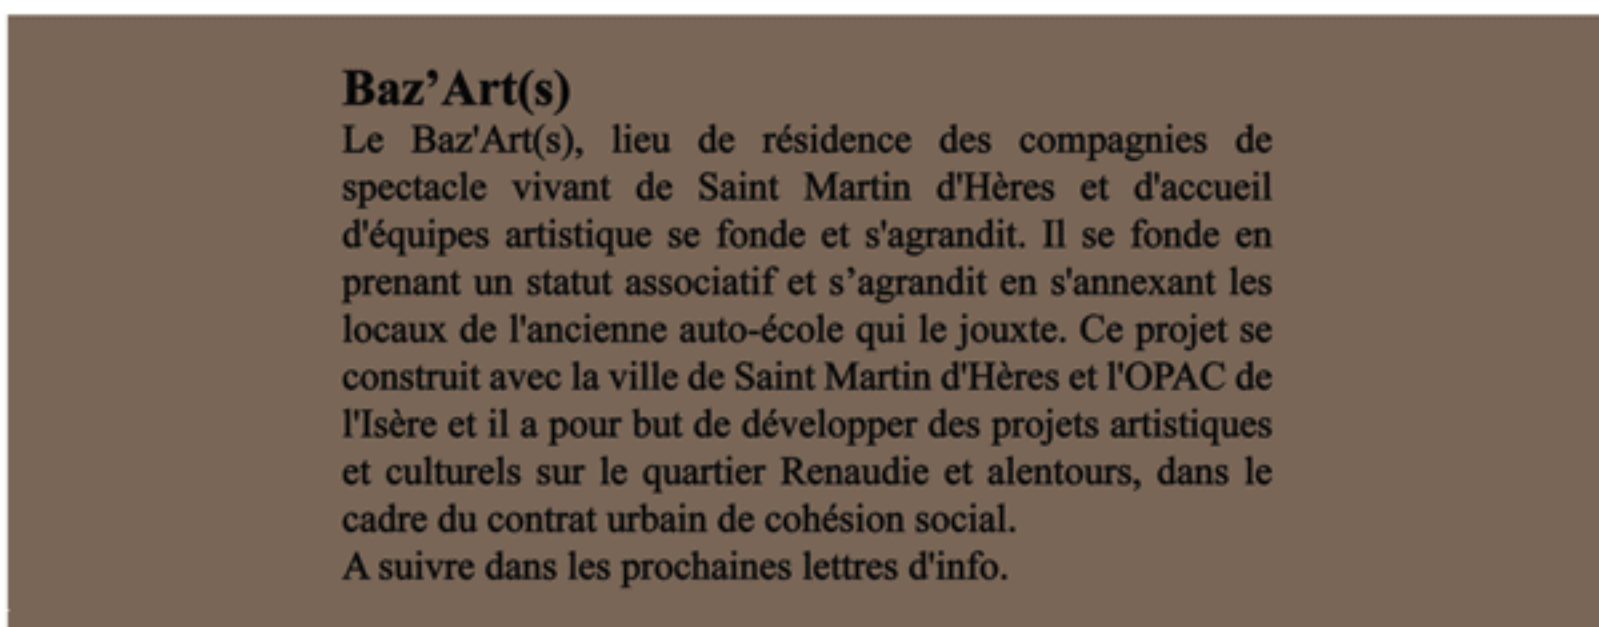 Baz’Art(s)
Le Baz'Art(s), lieu de résidence des compagnies de
spectacle vivant de Saint Martin d'Hères et d'accueil
d'équipes artistique se fonde et s'agrandit. Il se fonde en
prenant un statut associatif et s’agrandit en s'annexant les
locaux de l'ancienne auto-école qui le jouxte. Ce projet se
construit avec la ville de Saint Martin d'Hères et l'OPAC de
l'Isère et il a pour but de développer des projets artistiques
et culturels sur le quartier Renaudie et alentours, dans le
cadre du contrat urbain de cohésion social.
A suivre dans les prochaines lettres d'info.